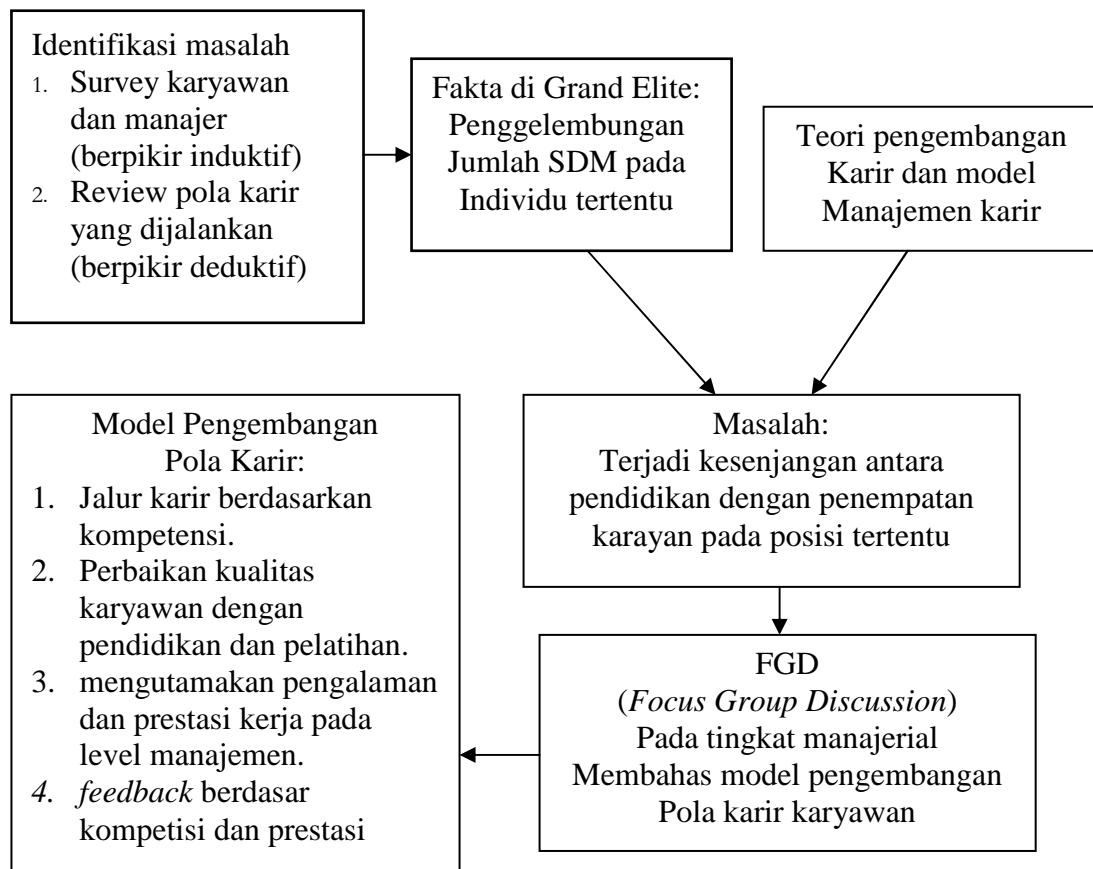 Identifikasi masalah
1. Survey karyawan
dan manajer
(berpikir induktif)
2. Review pola karir
yang dijalankan
(berpikir deduktif)
Fakta di Grand Elite:
Penggelembungan
Jumlah SDM pada
Individu tertentu
Teori pengembangan
Karir dan model
Manajemen karir
Masalah:
Terjadi kesenjangan antara
pendidikan dengan penempatan
karayan pada posisi tertentu
FGD
(Focus Group Discussion)
Pada tingkat manajerial
Membahas model pengembangan
Pola karir karyawan
Model Pengembangan
Pola Karir:
1. Jalur karir berdasarkan
kompetensi.
2. Perbaikan kualitas
karyawan dengan
pendidikan dan pelatihan.
3. mengutamakan pengalaman
dan prestasi kerja pada
level manajemen.
4. feedback berdasar
kompetisi dan prestasi